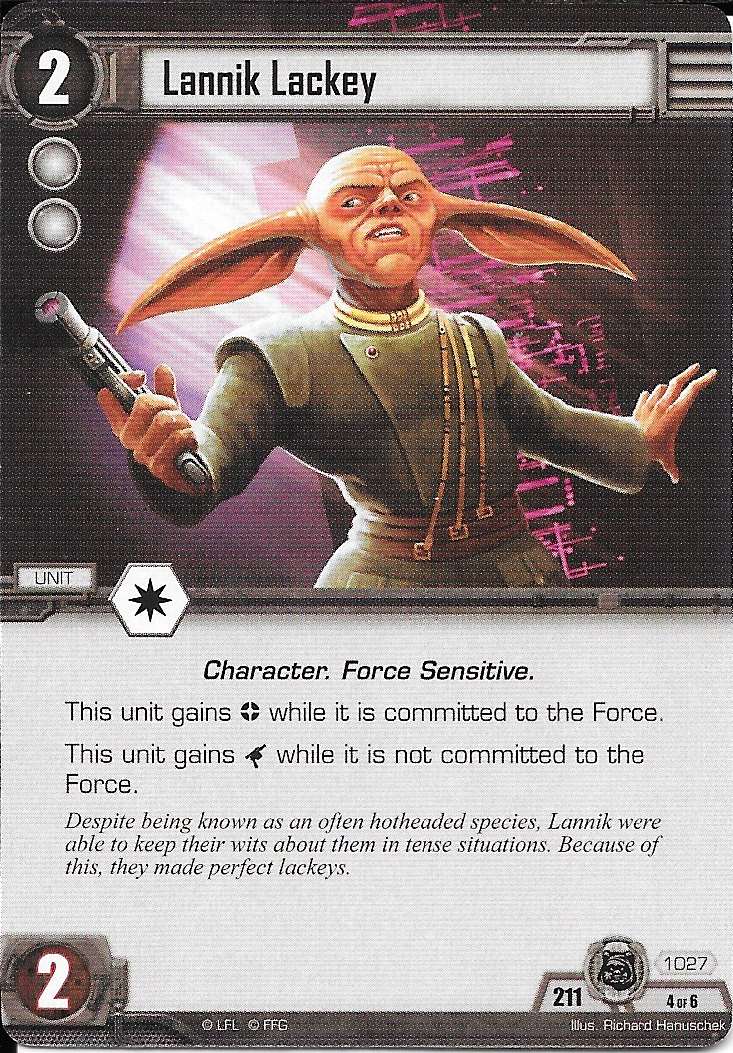 2
Lannik Lackey
UNIT
Character. Force Sensitive.
This unit gains while it is committed to the Force.
This unit gains while it is not committed to the
Force.
Despite being known as an often hotheaded species, Lannik were
able to keep their wits about them in tense situations. Because of
this, they made perfect lackeys.
2
1027
211
4 OF 6
© LFL © FFG
Illus. Richard Hanuschek